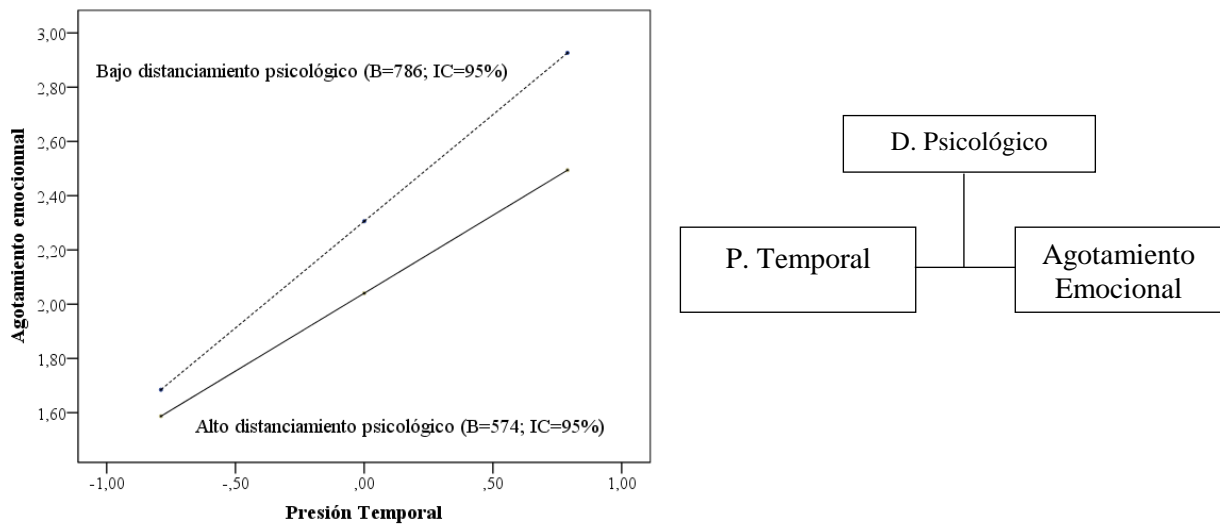 3,00
Bajo distanciamiento psicológico (B=786; IC=95%)
2,80
2,60
2,40
2,20
2,00
1,80
1,60
Agotamiento emocionnal
Alto distanciamiento psicológico (B=574; IC=95%)
-1,00
-,50
,00
,50
1,00
Presión Temporal
D. Psicológico
P. Temporal
Agotamiento
Emocional